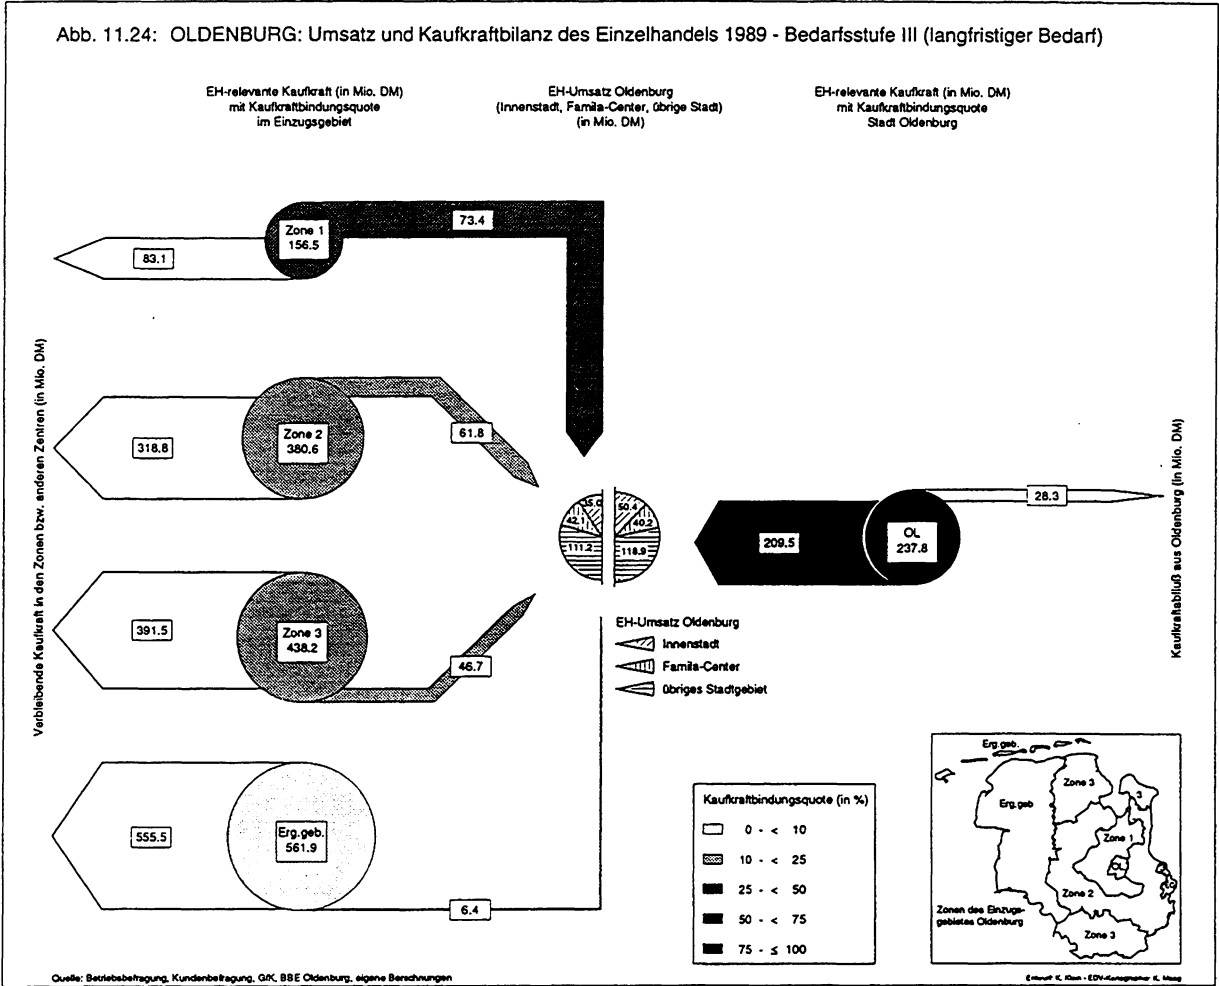 Abb. 11.24: OLDENBURG: Umsatz und Kaufkraftbilanz des Einzelhandels 1989 - Bedarfsstufe III (langfristiger Bedarf)
EH-relevante Kaufkraft (in Mio. DM)
mit Kaufkraftbindungsquote
im Einzugsgebiet
EH-Umsatz Oldenburg
(Innenstadt, Famila-Center, übrige Stadt)
(in Mio. DM)
EH-relevante Kaufkraft (in Mio. DM)
mit Kaufkraftbindungsquote
Stadt Oldenburg
Verbleibende Kaufkraft in den Zonen bzw. anderen Zentren (in Mio. DM)
Zone 1
156.5
73.4
83.1
Zone 2
380.6
61.8
318.8
Zone 3
438.2
46.7
391.5
Erg.geb.
561.9
6.4
555.5
42.1
111.2
50.4
40.2
118.9
209.5
OL
237.8
28.3
Kaufkraftabfluß aus Oldenburg (in Mio. DM)
EH-Umsatz Oldenburg
Innenstadt
Famila-Center
übriges Stadtgebiet
Kaufkraftbindungsquote (in %)
0 - < 10
10 - < 25
25 - < 50
50 - < 75
75 - ≤ 100
Erg.geb.
Erg.geb
Zone 3
3
Zone 1
OL
Zone 2
Zone 3
Zonen des Einzugs-
gebietes Oldenburg
Quelle: Betriebsbefragung, Kundenbefragung, GfK, BBE Oldenburg, eigene Berechnungen
Entwurf: K. Klein - EDV-Kartographie: K. Maag